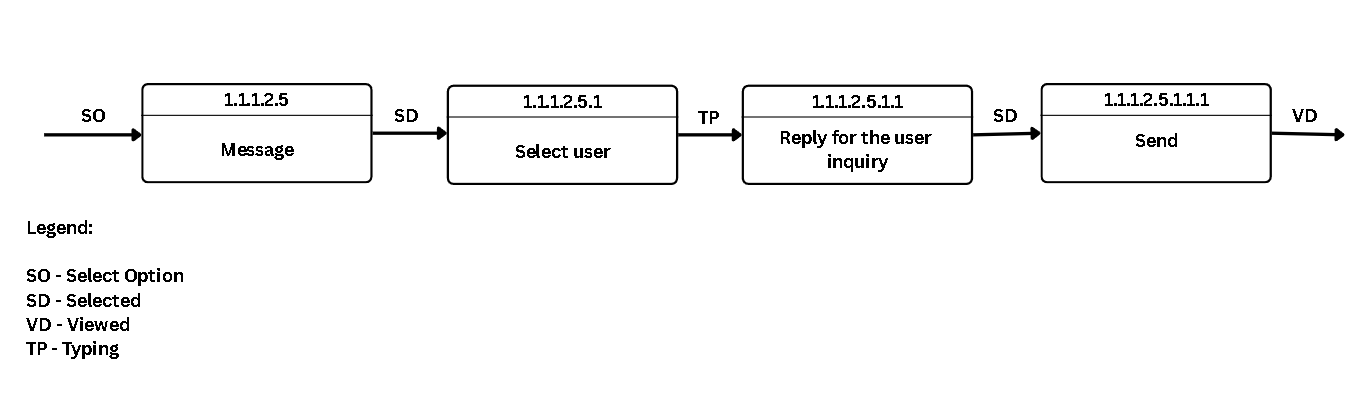 SO
1.1.1.2.5
Message
SD
1.1.1.2.5.1
Select user
TP
1.1.1.2.5.1.1
Reply for the user
inquiry
SD
1.1.1.2.5.1.1.1
Send
VD
Legend:
SO - Select Option
SD - Selected
VD - Viewed
TP - Typing